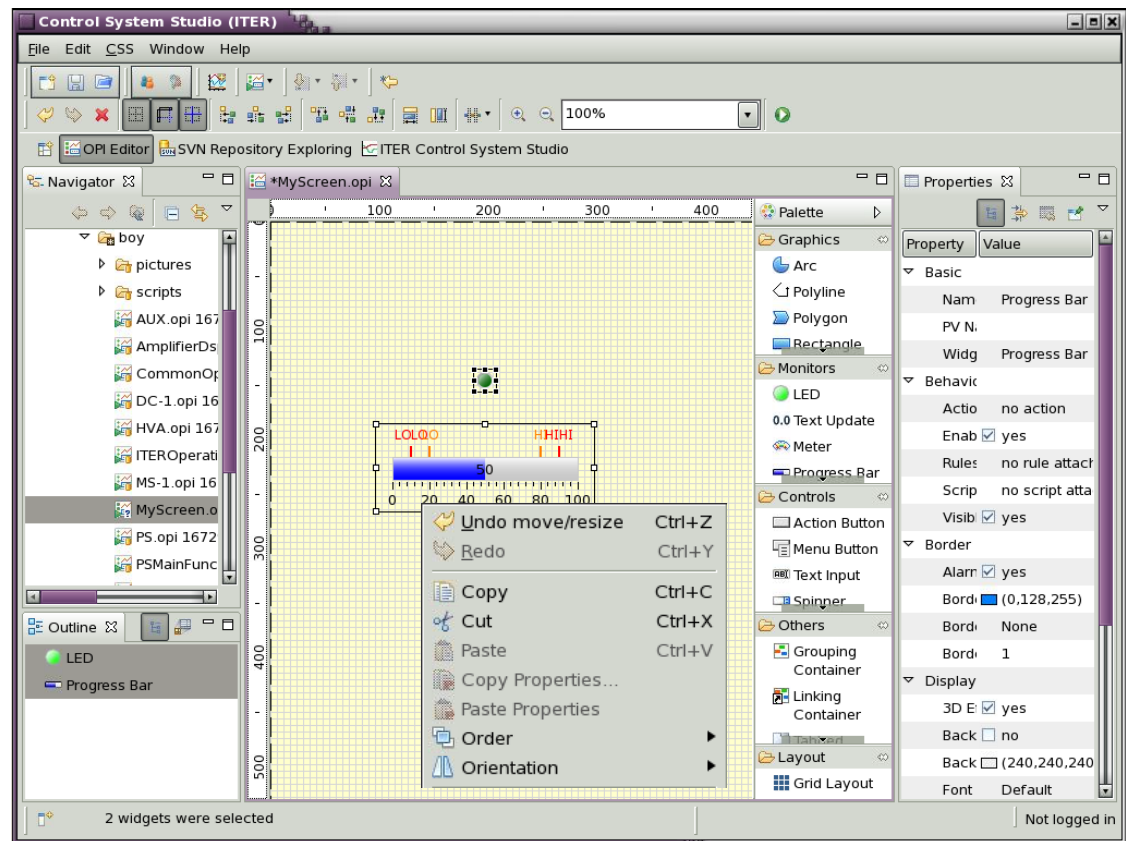 Control System Studio (ITER)
File Edit CSS Window Help
100%
OPI Editor SVN Repository Exploring ITER Control System Studio
Navigator
boy
pictures
scripts
AUX.opi 167
AmplifierDs
CommonOp
DC-1.opi 16
HVA.opi 167
ITEROperati
MS-1.opi 16
MyScreen.o
PS.opi 1672
PSMainFunc
Outline
LED
Progress Bar
*MyScreen.opi
0 100 200 300 400
0
100
200
300
400
500
LOLO LO HI HIHI
50
0 20 40 60 80 100
Undo move/resize Ctrl+Z
Redo Ctrl+Y
Copy Ctrl+C
Cut Ctrl+X
Paste Ctrl+V
Copy Properties...
Paste Properties
Order
Orientation
Palette
Graphics
Arc
Polyline
Polygon
Rectangle
Monitors
LED
0.0 Text Update
Meter
Progress Bar
Controls
Action Button
Menu Button
Text Input
Spinner
Others
Grouping
Container
Linking
Container
Tabbed
Layout
Grid Layout
Properties
Property Value
Basic
Nam Progress Bar
PV N
Widg Progress Bar
Behavic
Actio no action
Enab yes
Rules no rule attach
Scrip no script atta
Visib yes
Border
Alarn yes
Bord (0,128,255)
Bord None
Bord 1
Display
3D E yes
Back no
Back (240,240,240
Font Default
2 widgets were selected
Not logged in